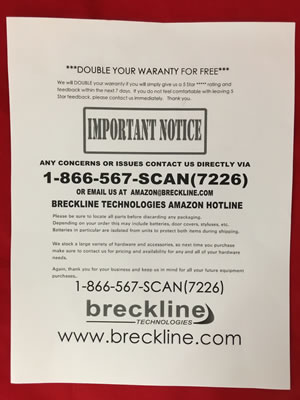 ***DOUBLE YOUR WARANTY FOR FREE***
We will DOUBLE your warranty if you will simply give us a 5 Star ***** rating and
feedback within the next 7 days. If you do not feel comfortable with leaving 5
Star feedback, please contact us immediately. Thank you.
IMPORTANT NOTICE
ANY CONCERNS OR ISSUES CONTACT US DIRECTLY VIA
1-866-567-SCAN(7226)
OR EMAIL US AT AMAZON@BRECKLINE.COM
BRECKLINE TECHNOLOGIES AMAZON HOTLINE
Please be sure to locate all parts before discarding any packaging.
Depending on your order this may include batteries, door covers, styluses, etc.
Batteries in particular are isolated from units to protect both items during shipping.
We stock a large variety of hardware and accessories, so next time you purchase
make sure to contact us for pricing and availability for any and all of your hardware
needs.
Again, thank you for your business and keep us in mind for all your future equipment
purchases..
1-866-567-SCAN(7226)
breckline
TECHNOLOGIES
www.breckline.com